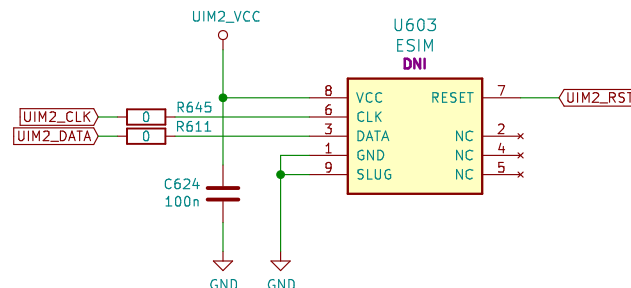 UIM2_VCC
U603
ESIM
DNI
8 VCC RESET 7
UIM2_RST
UIM2_CLK 0 R645 6 CLK
UIM2_DATA 0 R611 3 DATA NC 2
1 GND NC 4
9 SLUG NC 5
C624
100n
GND GND